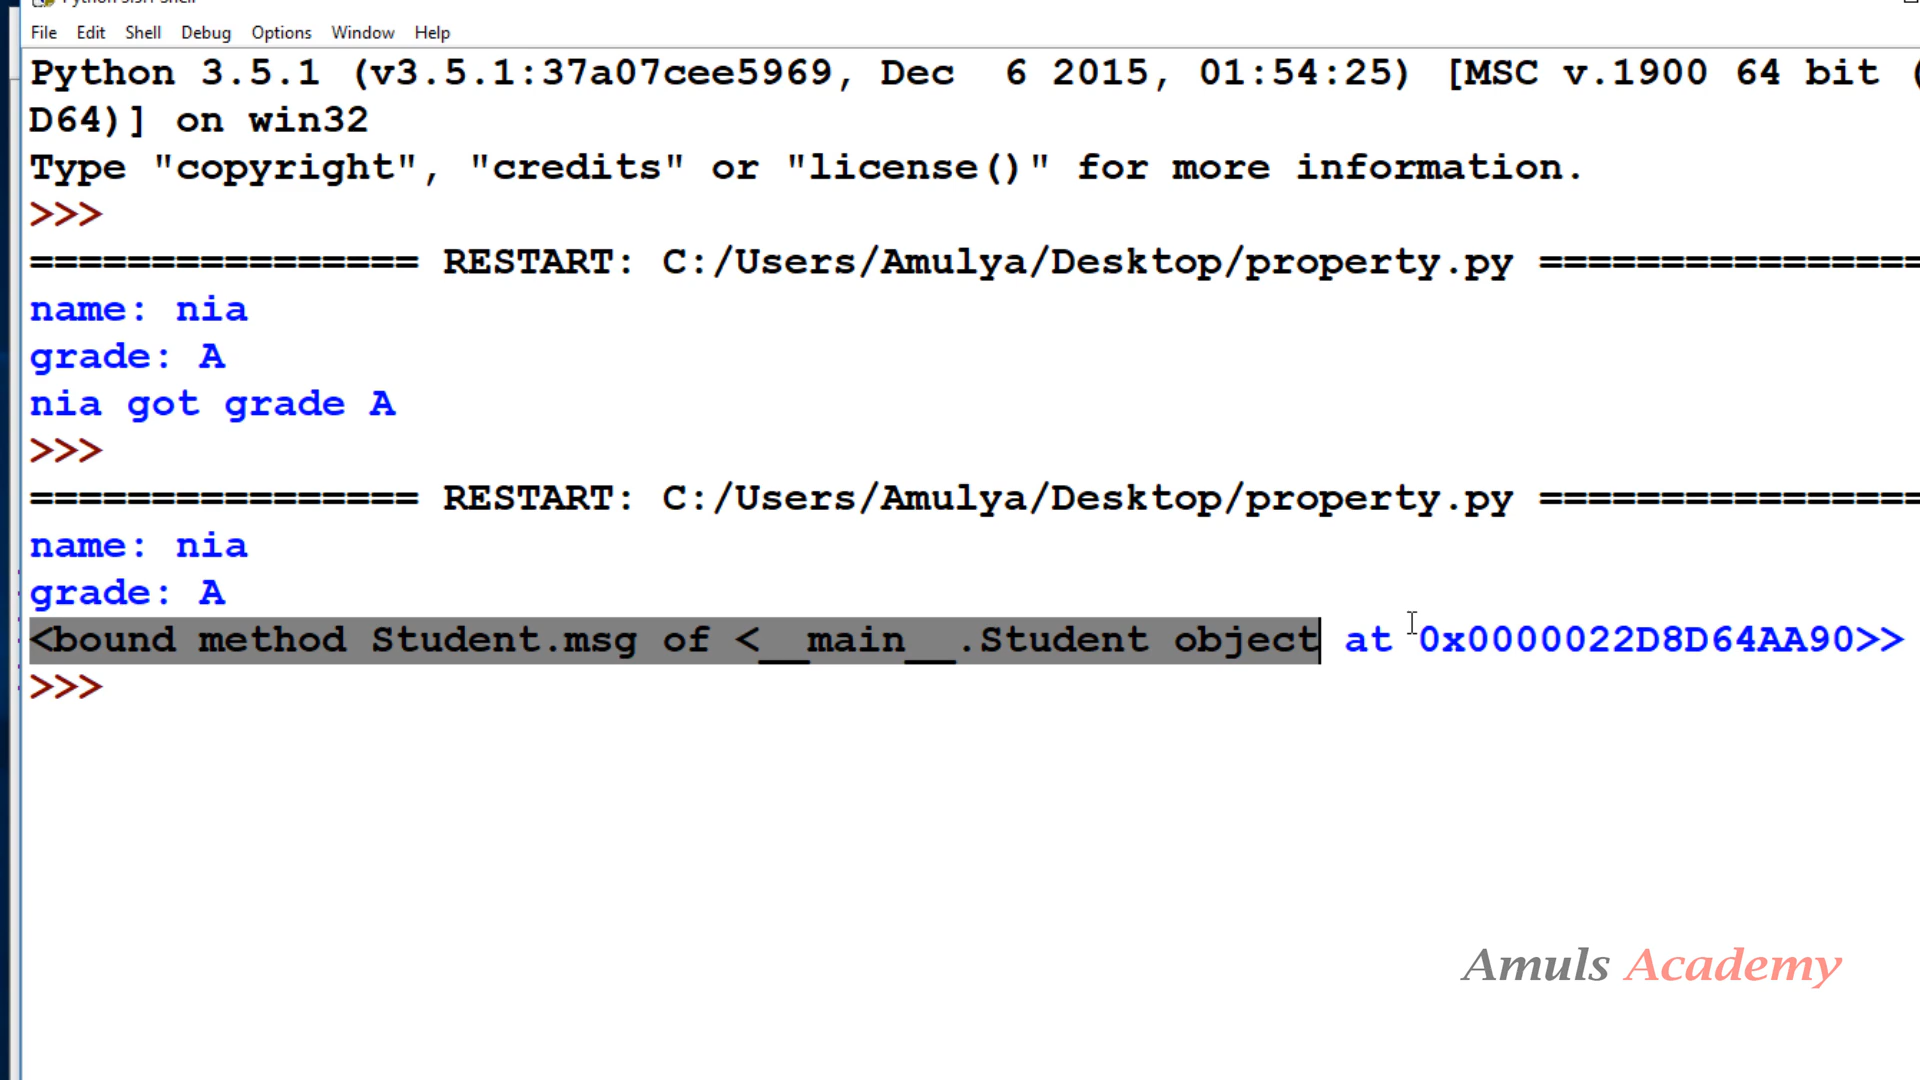 File Edit Shell Debug Options Window Help
Python 3.5.1 (v3.5.1:37a07cee5969, Dec  6 2015, 01:54:25) [MSC v.1900 64 bit (
D64)] on win32
Type "copyright", "credits" or "license()" for more information.
>>>
================ RESTART: C:/Users/Amulya/Desktop/property.py ================
name: nia
grade: A
nia got grade A
>>>
================ RESTART: C:/Users/Amulya/Desktop/property.py ================
name: nia
grade: A
<bound method Student.msg of <__main__.Student object at 0x0000022D8D64AA90>>
>>>
Amuls Academy